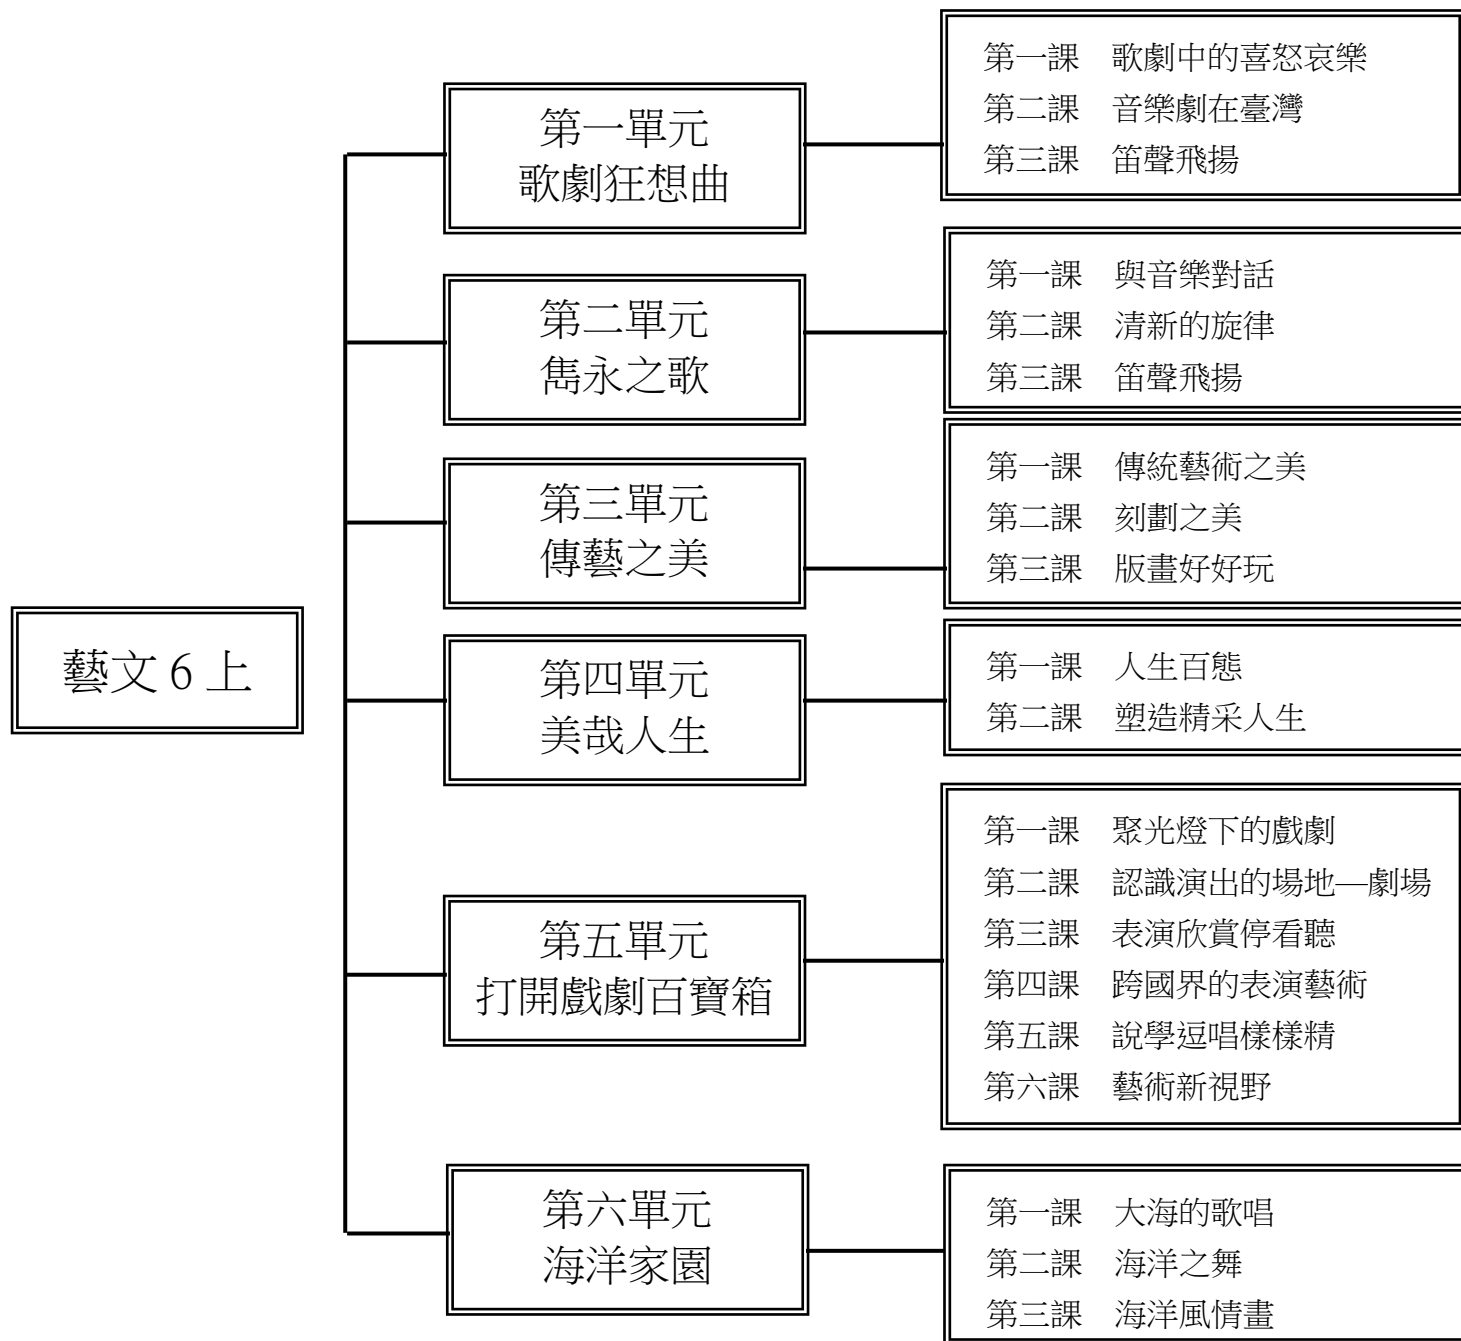 藝文 6 上
第一單元
歌劇狂想曲
第一課　歌劇中的喜怒哀樂
第二課　音樂劇在臺灣
第三課　笛聲飛揚
第二單元
雋永之歌
第一課　與音樂對話
第二課　清新的旋律
第三課　笛聲飛揚
第三單元
傳藝之美
第一課　傳統藝術之美
第二課　刻劃之美
第三課　版畫好好玩
第四單元
美哉人生
第一課　人生百態
第二課　塑造精采人生
第五單元
打開戲劇百寶箱
第一課　聚光燈下的戲劇
第二課　認識演出的場地—劇場
第三課　表演欣賞停看聽
第四課　跨國界的表演藝術
第五課　說學逗唱樣樣精
第六課　藝術新視野
第六單元
海洋家園
第一課　大海的歌唱
第二課　海洋之舞
第三課　海洋風情畫